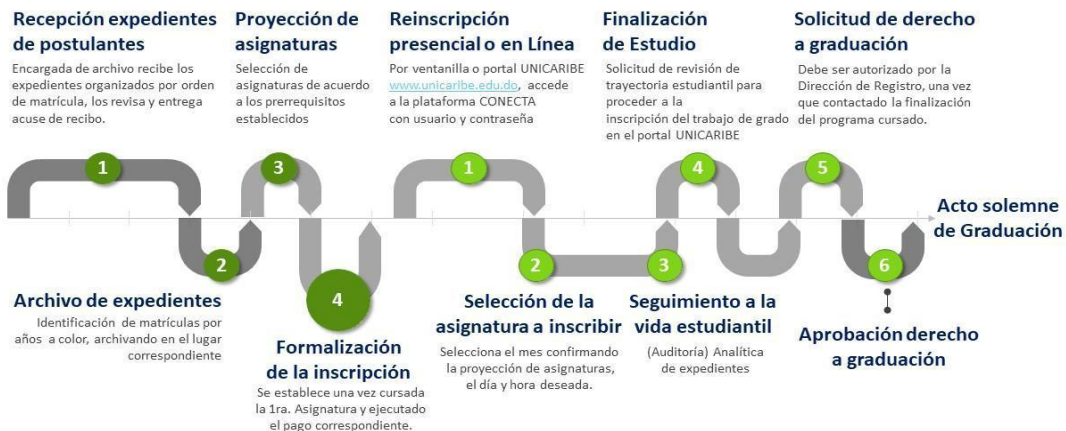 Recepción expedientes
de postulantes
Encargada de archivo recibe los
expedientes organizados por orden
de matrícula, los revisa y entrega
acuse de recibo.
Proyección de
asignaturas
Selección de
asignaturas de acuerdo
a los prerrequisitos
establecidos
Reinscripción
presencial o en Línea
Por ventanilla o portal UNICARIBE
www.unicaribe.edu.do, accede
a la plataforma CONECTA
con usuario y contraseña
Finalización
de Estudio
Solicitud de revisión de
trayectoria estudiantil para
proceder a la
inscripción del trabajo de grado
en el portal UNICARIBE
Solicitud de derecho
a graduación
Debe ser autorizado por la
Dirección de Registro, una vez
que contactado la finalización
del programa cursado.
1
3
1
4
5
Acto solemne
de Graduación
2
4
2
3
6
Archivo de expedientes
Identificación de matrículas por
años a color, archivando en el lugar
correspondiente
Formalización
de la inscripción
Se establece una vez cursada
la 1ra. Asignatura y ejecutado
el pago correspondiente.
Selección de la
asignatura a inscribir
Selecciona el mes confirmando
la proyección de asignaturas,
el día y hora deseada.
Seguimiento a la
vida estudiantil
(Auditoría) Analítica
de expedientes
Aprobación derecho
a graduación